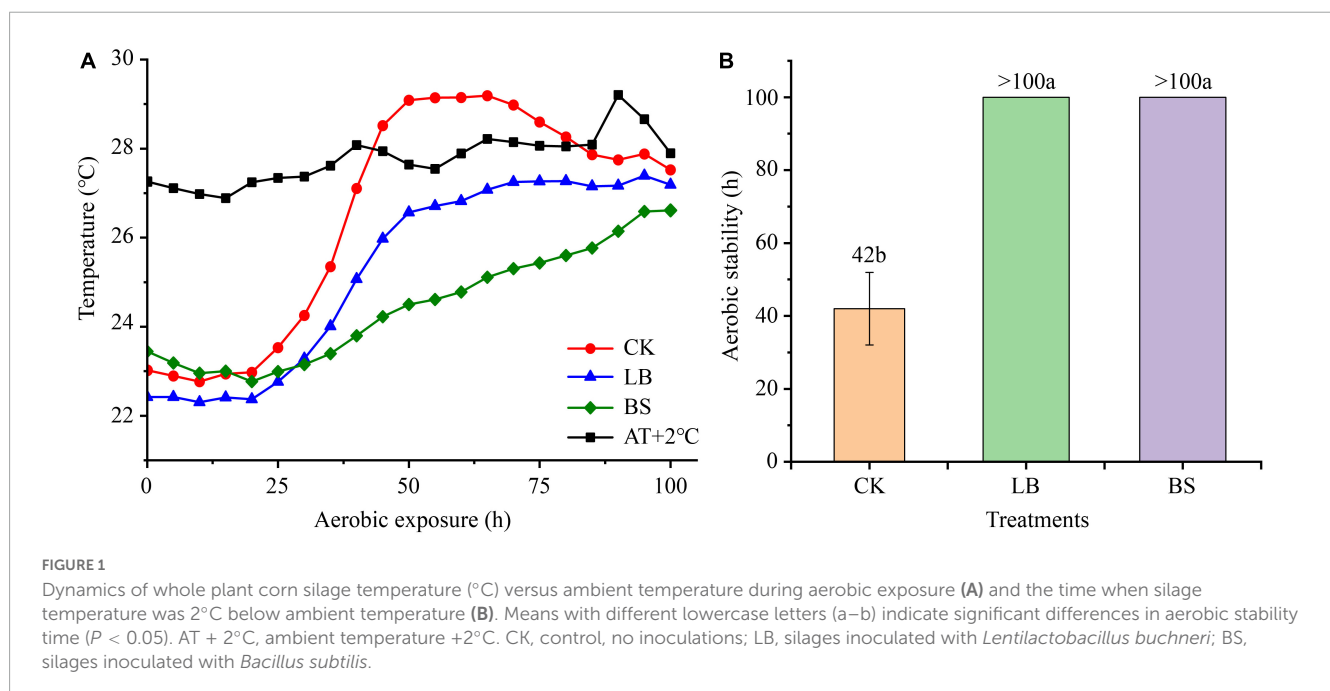 A
30
28
26
24
22
Temperature (°C)
CK
LB
BS
AT+2°C
0
25
50
75
100
Aerobic exposure (h)
B
100
80
60
40
20
0
Aerobic stability (h)
42b
>100a
>100a
CK
LB
BS
Treatments
FIGURE 1
Dynamics of whole plant corn silage temperature (°C) versus ambient temperature during aerobic exposure (A) and the time when silage
temperature was 2°C below ambient temperature (B). Means with different lowercase letters (a–b) indicate significant differences in aerobic stability
time (P < 0.05). AT + 2°C, ambient temperature +2°C. CK, control, no inoculations; LB, silages inoculated with Lentilactobacillus buchneri; BS,
silages inoculated with Bacillus subtilis.